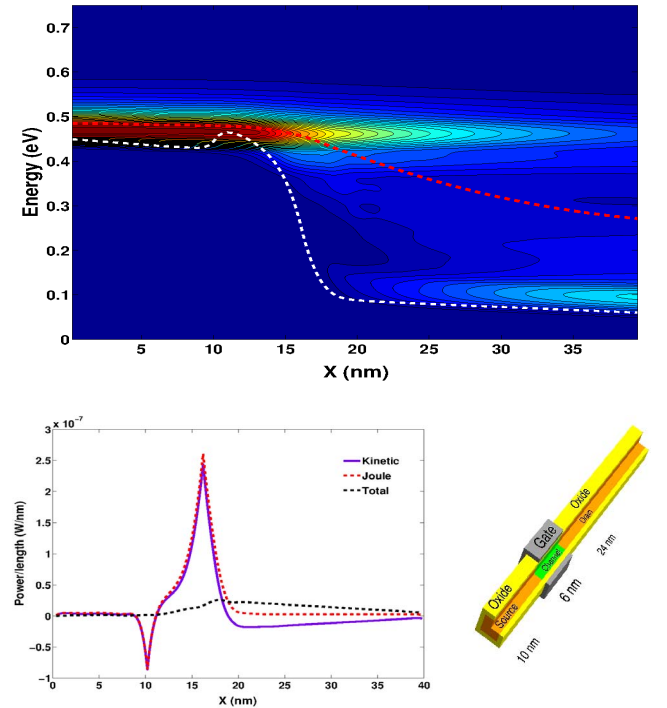 0.7
0.6
0.5
0.4
0.3
0.2
0.1
0
Energy (eV)
5
10
15
20
25
30
35
X (nm)
x 10⁻⁷
3
2.5
2
1.5
1
0.5
0
−0.5
−1
Power/length (W/nm)
Kinetic
Joule
Total
0
5
10
15
20
25
30
35
40
X (nm)
Oxide
Drain
Gate
Channel
24 nm
Oxide
Source
6 nm
10 nm